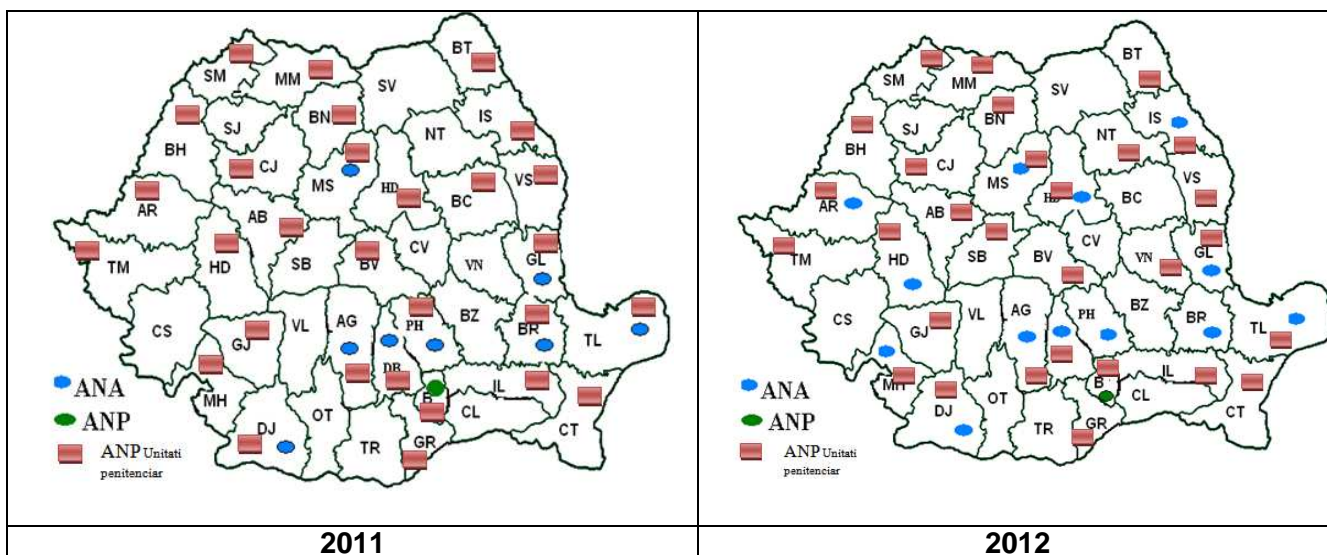 BT
SM
MM
SV
BN
IS
SJ
NT
BH
CJ
MS
HD
BC
VS
AR
AB
CV
TM
HD
SB
BV
VN
GL
CS
VL
AG
PH
BZ
BR
TL
GJ
DB
IL
B
MH
CL
DJ
OT
TR
GR
CT
ANA
ANP
ANP Unitati
penitenciar
2011
BT
SM
MM
SV
IS
BN
SJ
NT
BH
CJ
MS
HD
BC
VS
AR
AB
CV
TM
HD
SB
BV
VN
GL
CS
VL
AG
PH
BZ
BR
TL
GJ
IL
B
MH
CL
DJ
OT
TR
GR
CT
ANA
ANP
ANP Unitati
penitenciar
2012